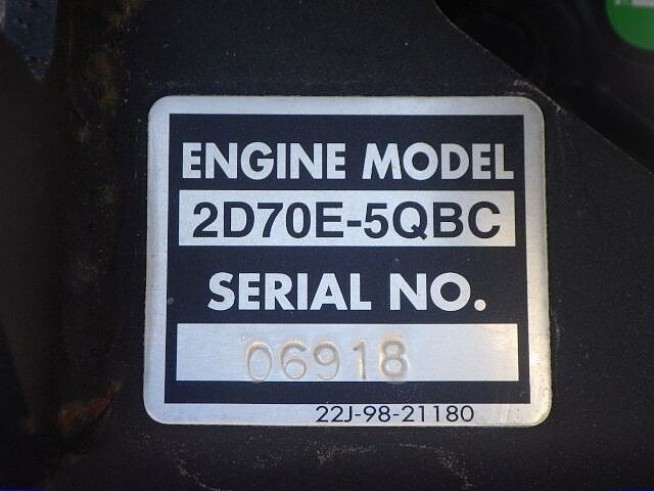 ENGINE MODEL
2D70E-5QBC
SERIAL NO.
06918
22J-98-21180